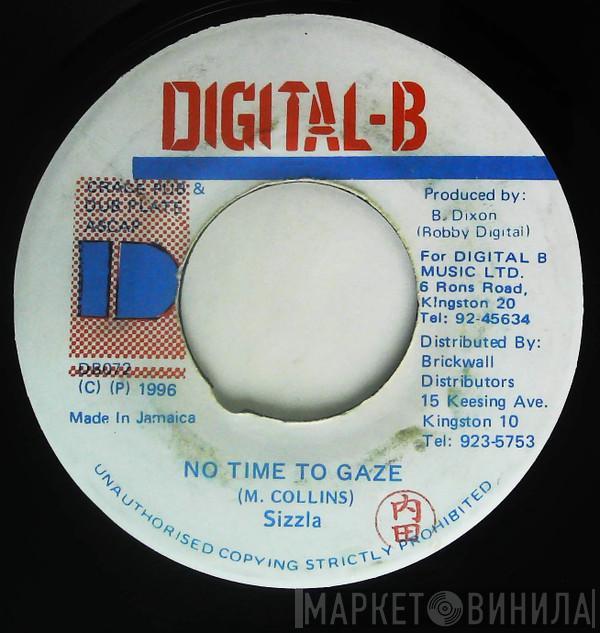 DIGITAL-B
GRACE PUB &
DUB PLATE
ASCAP
DB072
(C) (P) 1996
Made In Jamaica
Produced by:
B. Dixon
(Robby Digital)
For DIGITAL B
MUSIC LTD.
6 Rons Road,
Kingston 20
Tel: 92-45634
Distributed By:
Brickwall
Distributors
15 Keesing Ave.
Kingston 10
Tel: 923-5753
NO TIME TO GAZE
(M. COLLINS)
Sizzla
内田
UNAUTHORISED COPYING STRICTLY PROHIBITED
МАРКЕТ ВИНИЛА